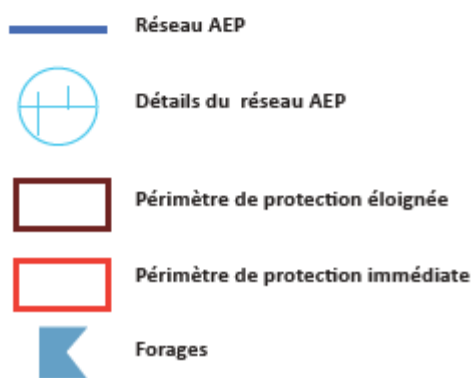 Réseau AEP
Détails du réseau AEP
Périmètre de protection éloignée
Périmètre de protection immédiate
Forages